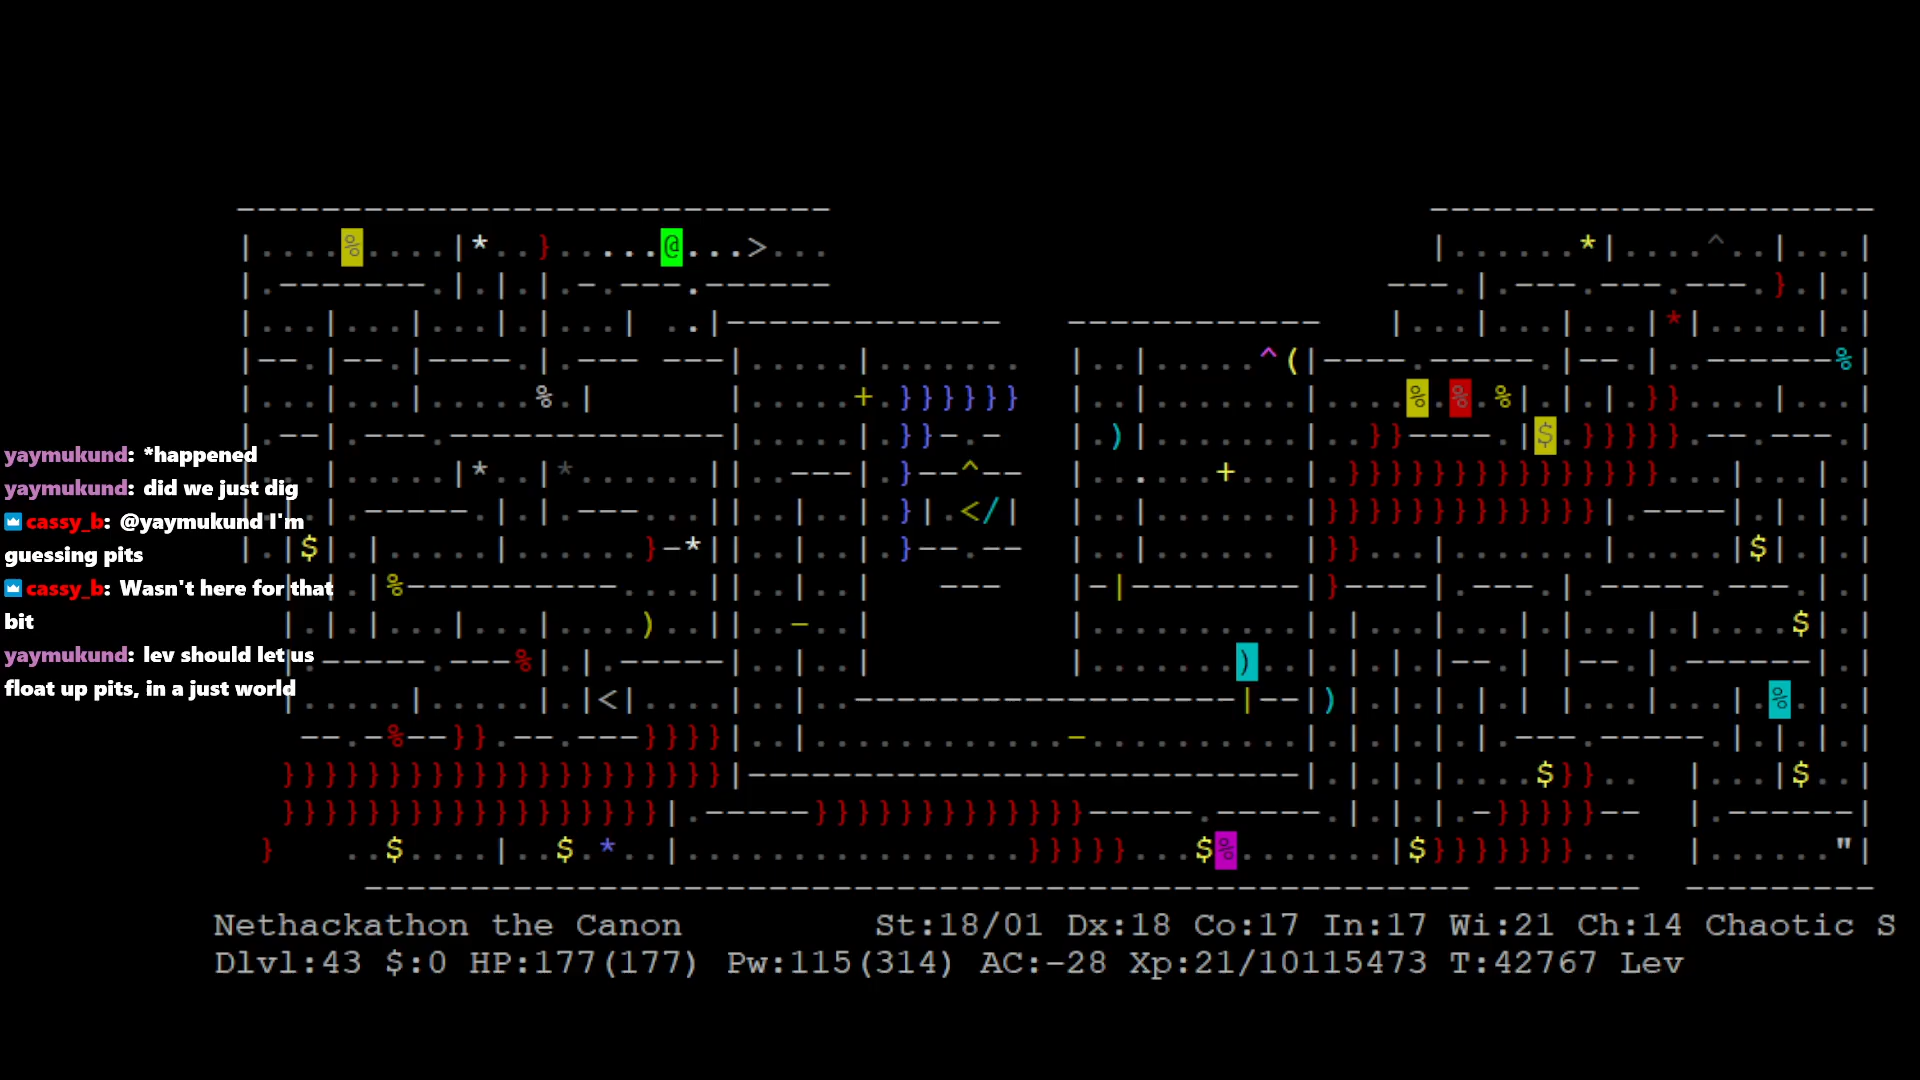 yaymukund: *happened
yaymukund: did we just dig
cassy_b: @yaymukund I'm
guessing pits
cassy_b: Wasn't here for that
bit
yaymukund: lev should let us
float up pits, in a just world
Nethackathon the Canon St:18/01 Dx:18 Co:17 In:17 Wi:21 Ch:14 Chaotic S
Dlvl:43 $:0 HP:177(177) Pw:115(314) AC:-28 Xp:21/10115473 T:42767 Lev